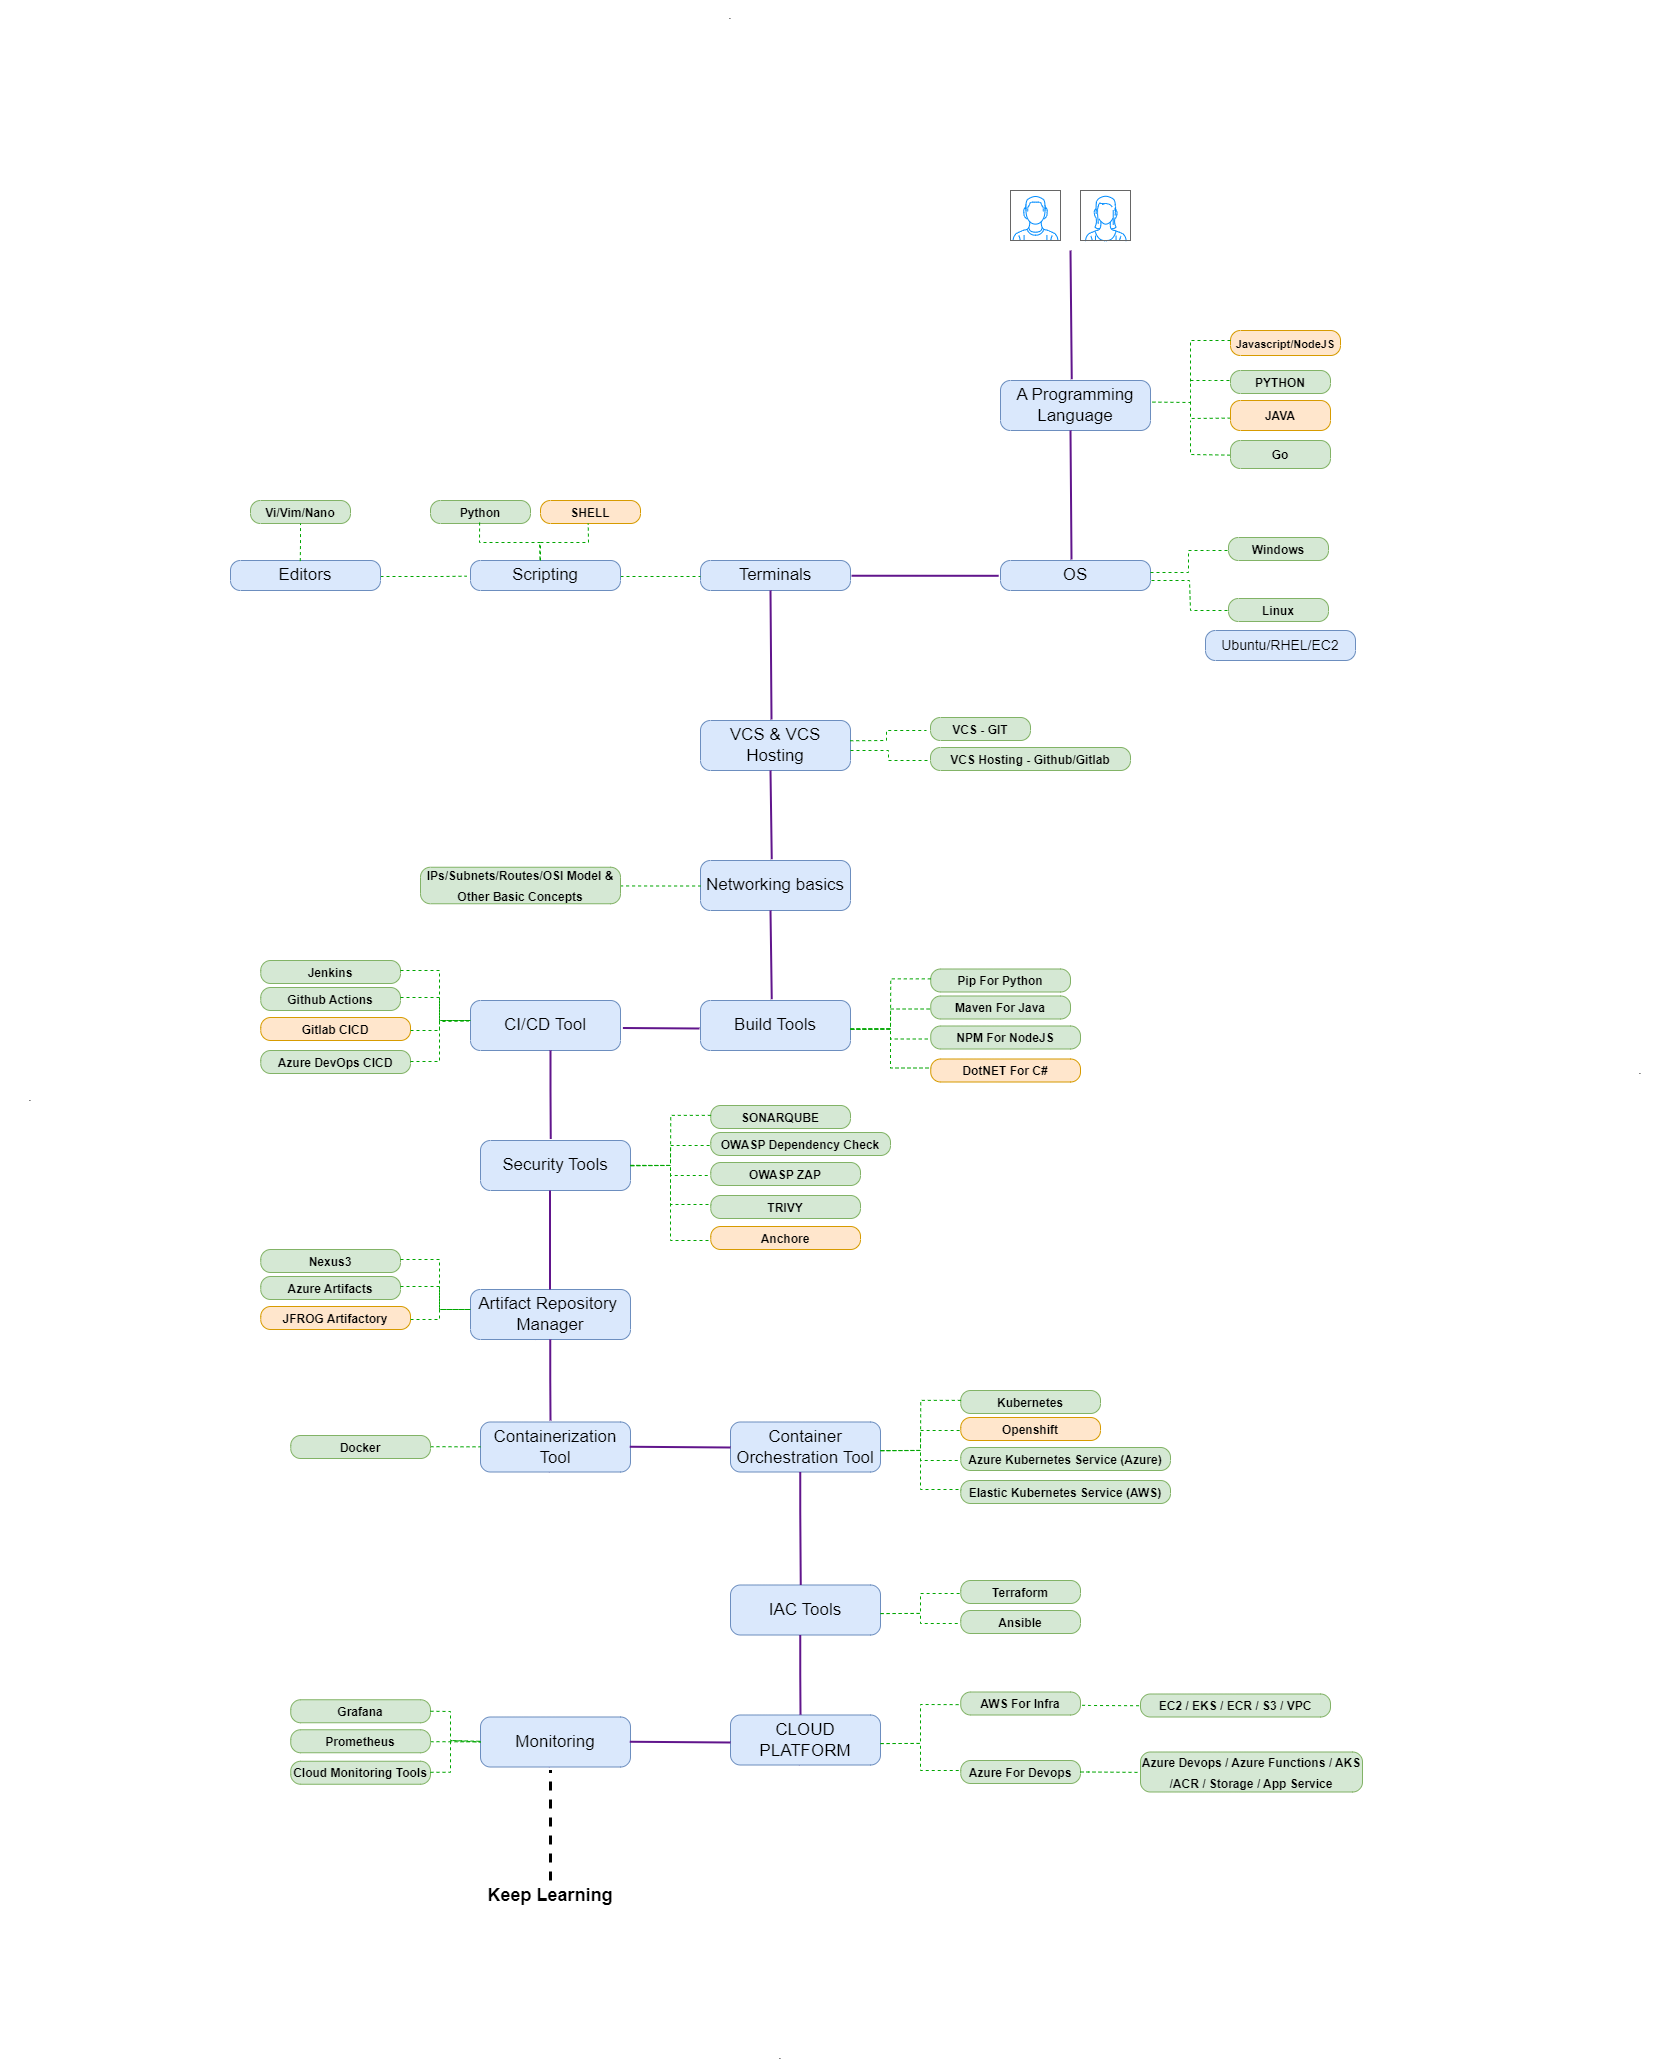 Javascript/NodeJS
A Programming
Language
PYTHON
JAVA
Go
Vi/Vim/Nano
Python
SHELL
Editors
Scripting
Terminals
OS
Windows
Linux
Ubuntu/RHEL/EC2
VCS & VCS
Hosting
VCS - GIT
VCS Hosting - Github/Gitlab
IPs/Subnets/Routes/OSI Model &
Other Basic Concepts
Networking basics
Jenkins
Github Actions
Gitlab CICD
Azure DevOps CICD
CI/CD Tool
Build Tools
Pip For Python
Maven For Java
NPM For NodeJS
DotNET For C#
Security Tools
SONARQUBE
OWASP Dependency Check
OWASP ZAP
TRIVY
Anchore
Nexus3
Azure Artifacts
JFROG Artifactory
Artifact Repository
Manager
Docker
Containerization
Tool
Container
Orchestration Tool
Kubernetes
Openshift
Azure Kubernetes Service (Azure)
Elastic Kubernetes Service (AWS)
IAC Tools
Terraform
Ansible
Grafana
Prometheus
Cloud Monitoring Tools
Monitoring
CLOUD
PLATFORM
AWS For Infra
EC2 / EKS / ECR / S3 / VPC
Azure For Devops
Azure Devops / Azure Functions / AKS
/ACR / Storage / App Service
Keep Learning